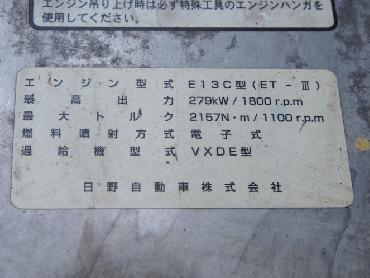 エンジン吊り上げ時は必ず特殊工具のエンジンハンガを
使用してください。
エンジン型式 E13C型(ET-Ⅲ)
最高出力 279kW/1800r.p.m
最大トルク 2157N・m/1100r.p.m
燃料噴射方式 電子式
過給機型式 VXDE型
日野自動車株式会社